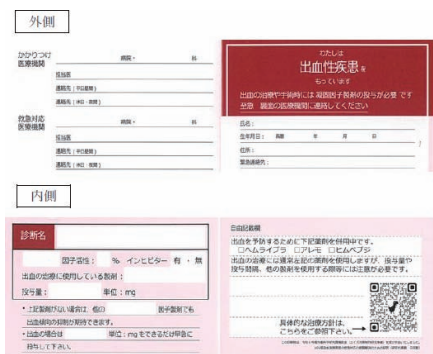 外側
かかりつけ
医療機関
病院・
科
担当医
連絡先（平日昼間）
連絡先（休日・夜間）
救急対応
医療機関
病院・
科
担当医
連絡先（平日昼間）
連絡先（休日・夜間）
わたしは
出血性疾患を
もっています
出血の治療や手術時には 凝固因子製剤の投与が必要 です
至急 裏面の医療機関に連絡してください
氏名：
生年月日： 年 月 日
住所：
緊急連絡先：
内側
診断名
因子活性： % インヒビター 有 ・ 無
出血の治療に使用している製剤：
投与量： 単位：mg
・上記製剤がない場合は、他の 因子製剤でも
出血傾向の抑制が期待できます。
・出血の場合は 単位：mg をできるだけ早急に
投与して下さい。
自由記載欄
出血を予防するために下記薬剤を併用中です。
□ヘムライブラ □アレモ □ヒムペブジ
出血の治療には通常左記の薬剤を使用しますが、投与量や
投与間隔、他の製剤を使用する際等には注意が必要です。
具体的な治療方針は、
こちらをご参照下さい。